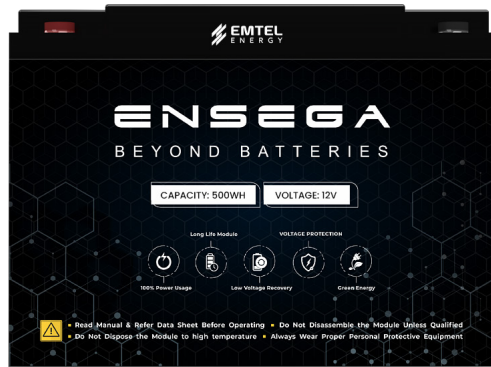 EMTEL
ENERGY
ENSEGA
BEYOND BATTERIES
CAPACITY: 500WH VOLTAGE: 12V
Long Life Module VOLTAGE PROTECTION
100% Power Usage Low Voltage Recovery Green Energy
▪ Read Manual & Refer Data Sheet Before Operating ▪ Do Not Disassemble the Module Unless Qualified
▪ Do Not Dispose the Module to high temperature ▪ Always Wear Proper Personal Protective Equipment